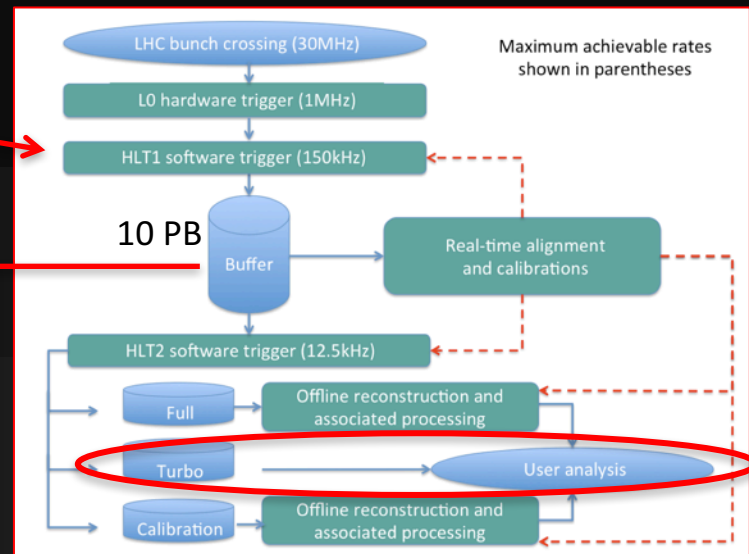 LHC bunch crossing (30MHz)
Maximum achievable rates
shown in parentheses
L0 hardware trigger (1MHz)
HLT1 software trigger (150kHz)
10 PB
Buffer
Real-time alignment
and calibrations
HLT2 software trigger (12.5kHz)
Full
Offline reconstruction and
associated processing
Turbo
User analysis
Calibration
Offline reconstruction and
associated processing